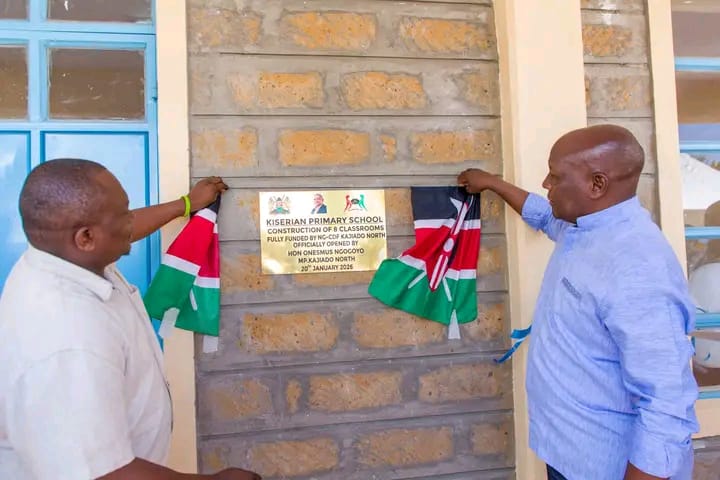 KISERIAN PRIMARY SCHOOL
CONSTRUCTION OF 8 CLASSROOMS
FULLY FUNDED BY NG-CDF KAJIADO NORTH
OFFICIALLY OPENED BY
HON ONESMUS NGOGOYO
MP. KAJIADO NORTH
20TH JANUARY 2026